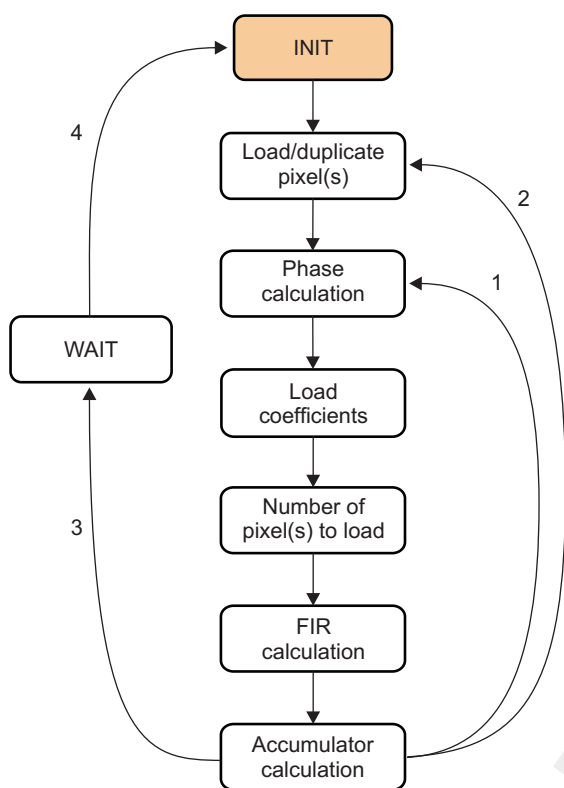 INIT
4
Load/duplicate
pixel(s)
2
Phase
calculation
1
WAIT
Load
coefficients
Number of
pixel(s) to load
3
FIR
calculation
Accumulator
calculation